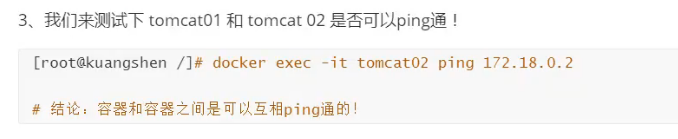 3、我们来测试下 tomcat01 和 tomcat 02 是否可以ping通！
[root@kuangshen /]# docker exec -it tomcat02 ping 172.18.0.2
# 结论：容器和容器之间是可以互相ping通的！